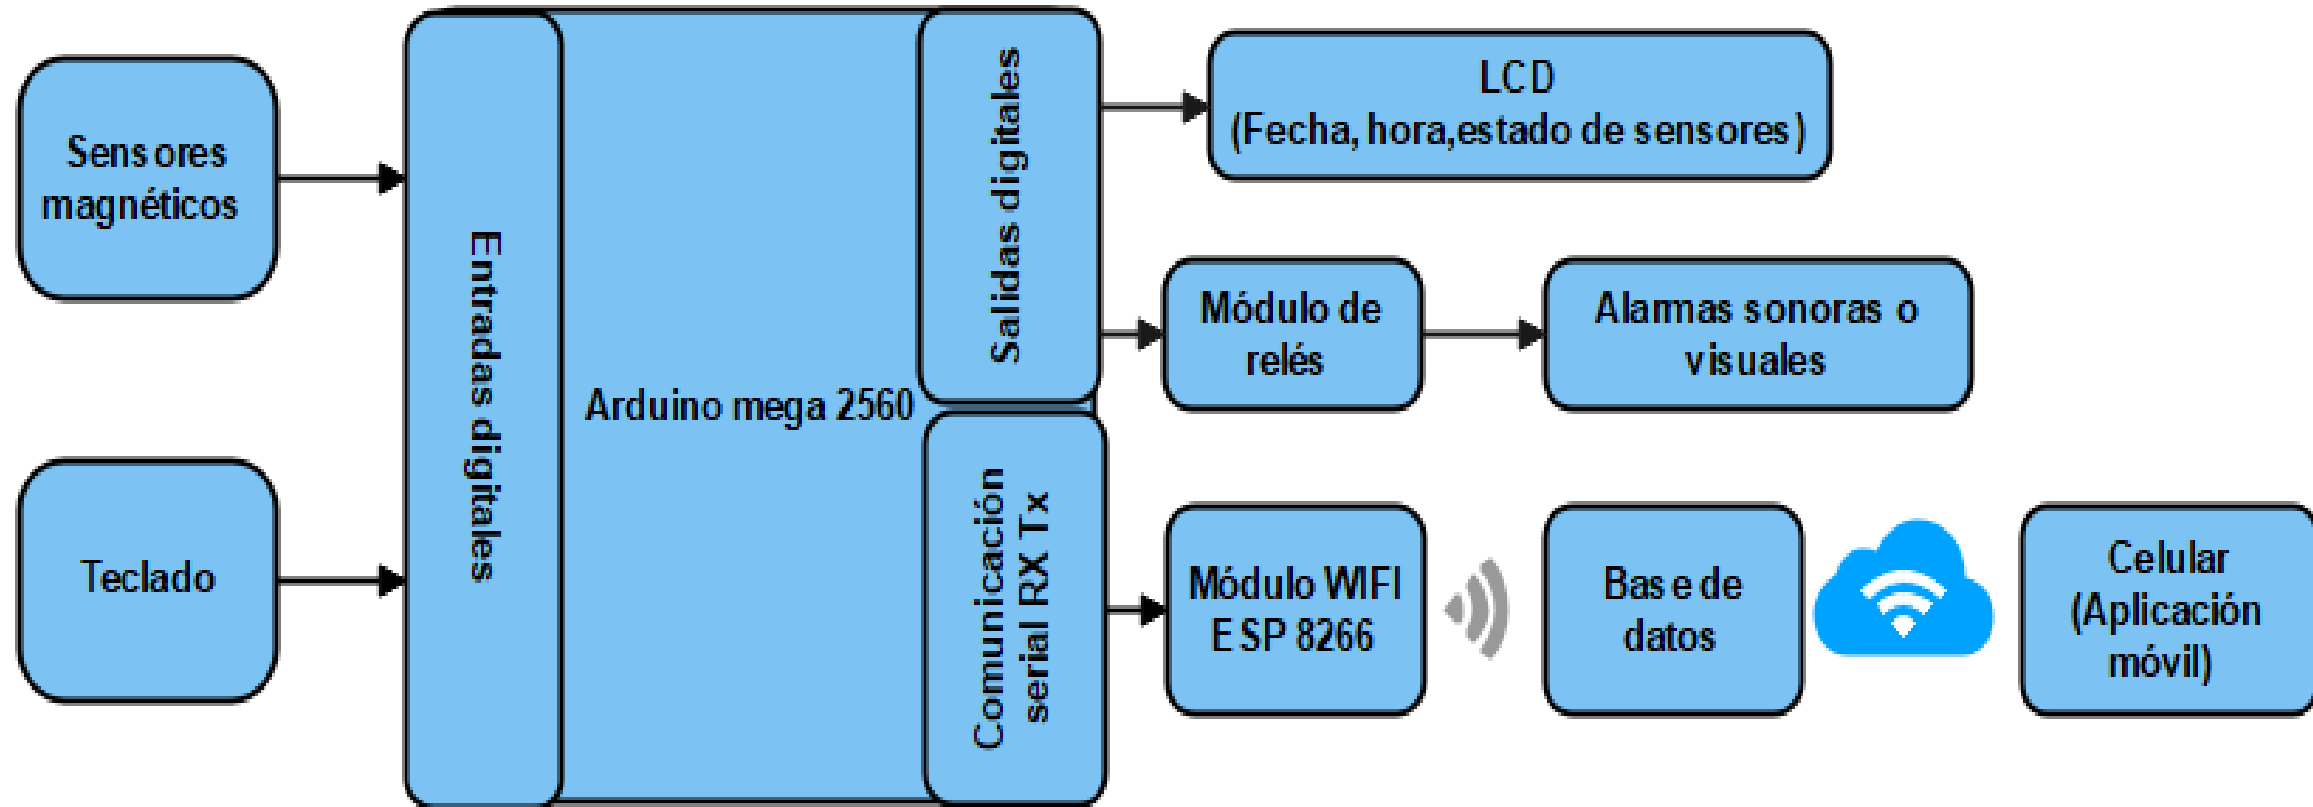 Sensores
magnéticos
Teclado
Entradas digitales
Arduino mega 2560
Salidas digitales
Comunicación
serial RX Tx
LCD
(Fecha, hora,estado de sensores)
Módulo de
relés
Alarmas sonoras o
visuales
Módulo WIFI
ESP 8266
Base de
datos
Celular
(Aplicación
móvil)